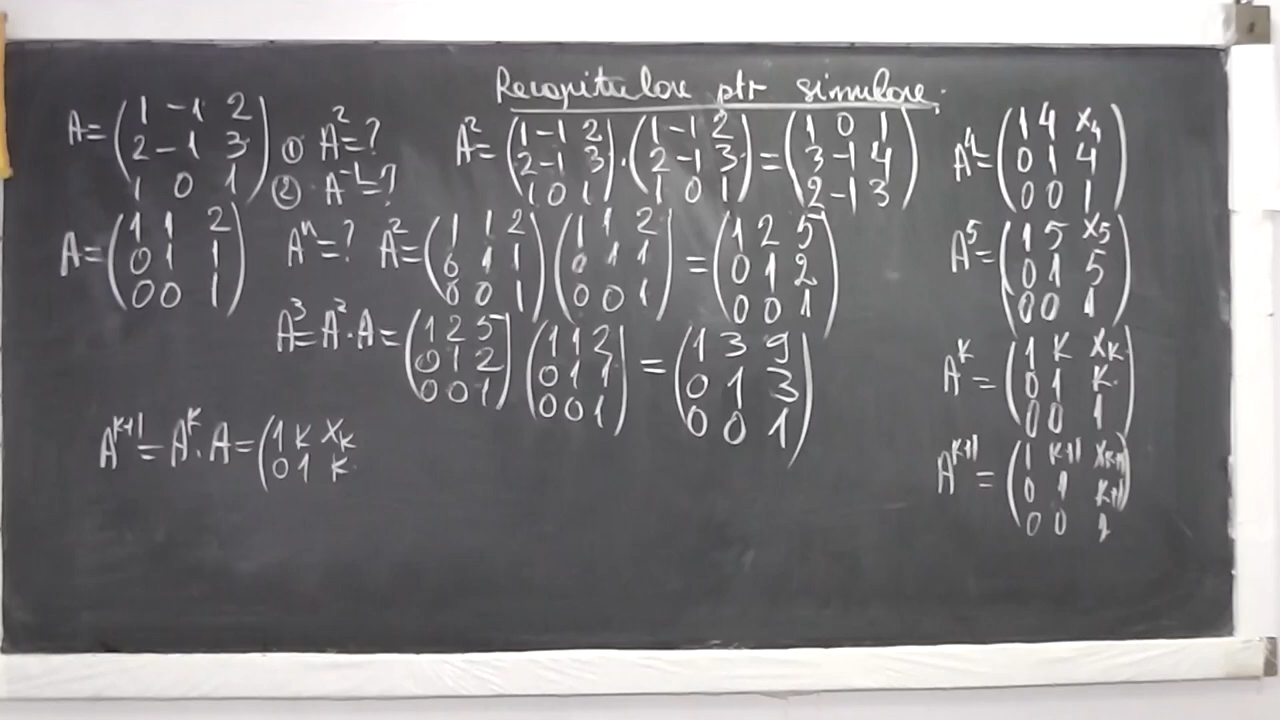 Recapitulare ptr simulare:
A = (1 -1 2
2 -1 3
1 0 1)
① A² = ?
② A⁻¹ = ?
A² = (1 -1 2
2 -1 3
1 0 1) · (1 -1 2
2 -1 3
1 0 1) = (1 0 1
3 -1 4
2 -1 3)
A = (1 1 2
0 1 1
0 0 1)
Aⁿ = ?
A² = (1 1 2
0 1 1
0 0 1) (1 1 2
0 1 1
0 0 1) = (1 2 5
0 1 2
0 0 1)
A³ = A² · A = (1 2 5
0 1 2
0 0 1) (1 1 2
0 1 1
0 0 1) = (1 3 9
0 1 3
0 0 1)
A⁴ = (1 4 x₄
0 1 4
0 0 1)
A⁵ = (1 5 x₅
0 1 5
0 0 1)
Aᴷ = (1 K xₖ
0 1 K
0 0 1)
Aᴷ⁺¹ = (1 K+1 xₖ₊₁
0 1 K+1
0 0 1)
Aᴷ⁺¹ = Aᴷ · A = (1 K xₖ
0 1 K